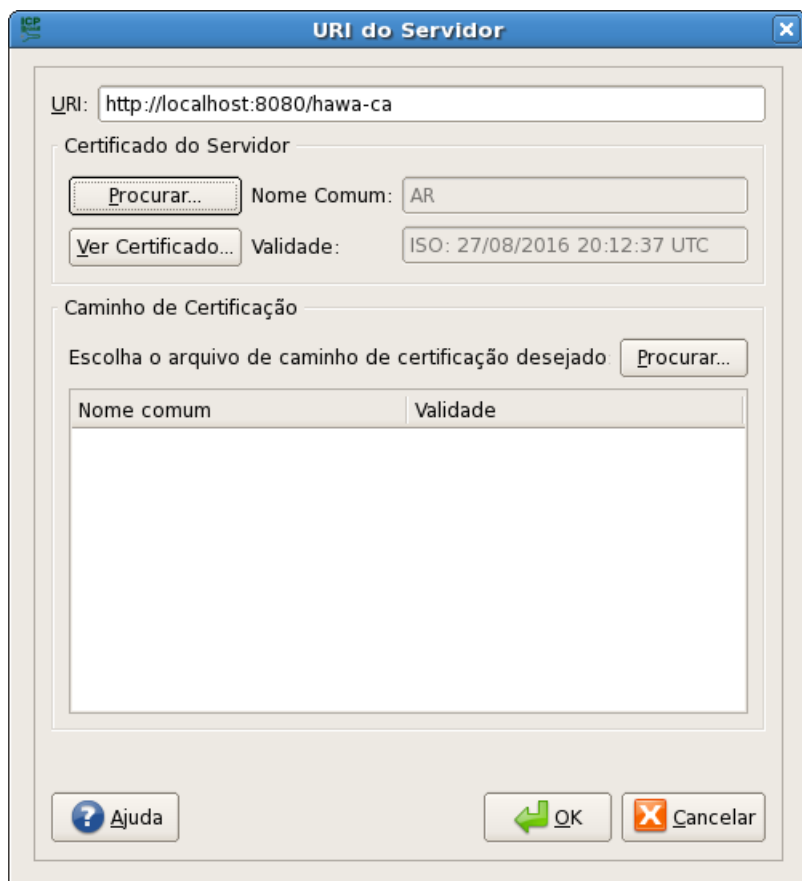 ICP
URI do Servidor
URI: http://localhost:8080/hawa-ca
Certificado do Servidor
Procurar... Nome Comum: AR
Ver Certificado... Validade: ISO: 27/08/2016 20:12:37 UTC
Caminho de Certificação
Escolha o arquivo de caminho de certificação desejado: Procurar...
Nome comum Validade
Ajuda OK Cancelar